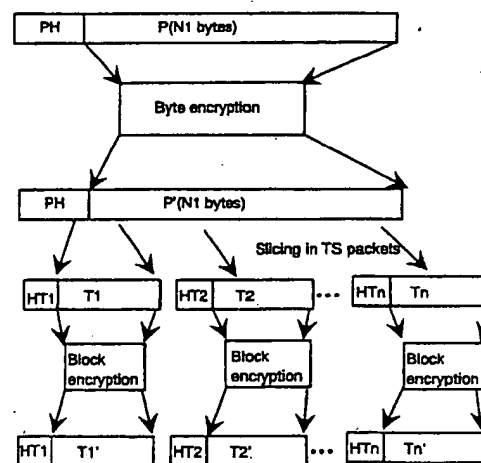 PH P(N1 bytes)
Byte encryption
PH P'(N1 bytes)
Slicing in TS packets
HT1 T1 HT2 T2 ... HTn Tn
Block encryption Block encryption Block encryption
HT1 T1' HT2 T2' ... HTn Tn'